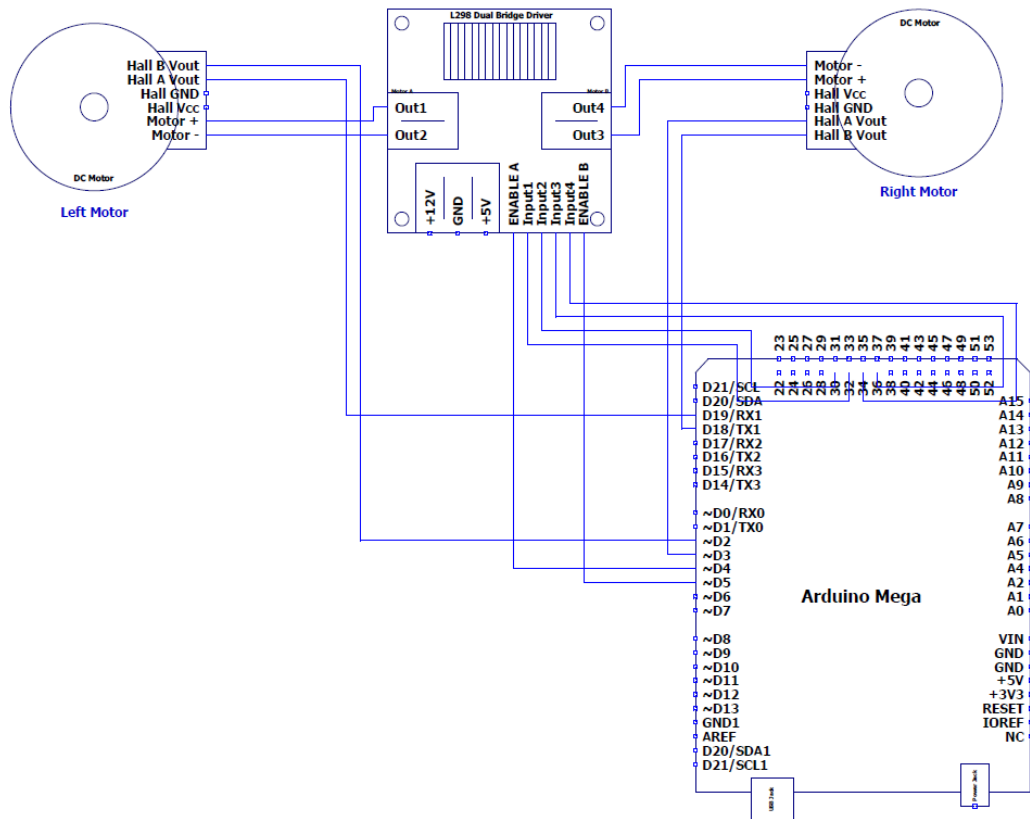 L298 Dual Bridge Driver
DC Motor
Hall B Vout
Hall A Vout
Hall GND
Hall Vcc
Motor +
Motor -
DC Motor
Left Motor
Motor A
Out1
Out2
Motor B
Out4
Out3
+12V
GND
+5V
ENABLE A
Input1
Input2
Input3
Input4
ENABLE B
Motor -
Motor +
Hall Vcc
Hall GND
Hall A Vout
Hall B Vout
Right Motor
23 25 27 29 31 33 35 37 39 41 43 45 47 49 51 53
22 24 26 28 30 32 34 36 38 40 42 44 46 48 50 52
D21/SCL
D20/SDA
D19/RX1
D18/TX1
D17/RX2
D16/TX2
D15/RX3
D14/TX3
~D0/RX0
~D1/TX0
~D2
~D3
~D4
~D5
~D6
~D7
~D8
~D9
~D10
~D11
~D12
~D13
GND1
AREF
D20/SDA1
D21/SCL1
Arduino Mega
A15
A14
A13
A12
A11
A10
A9
A8
A7
A6
A5
A4
A2
A1
A0
VIN
GND
GND
+5V
+3V3
RESET
IOREF
NC
USB Jack
Power Jack